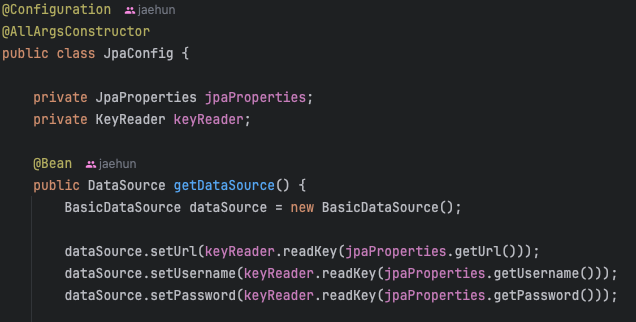 @Configuration jaehun
@AllArgsConstructor
public class JpaConfig {
private JpaProperties jpaProperties;
private KeyReader keyReader;
@Bean jaehun
public DataSource getDataSource() {
BasicDataSource dataSource = new BasicDataSource();
dataSource.setUrl(keyReader.readKey(jpaProperties.getUrl()));
dataSource.setUsername(keyReader.readKey(jpaProperties.getUsername()));
dataSource.setPassword(keyReader.readKey(jpaProperties.getPassword()));